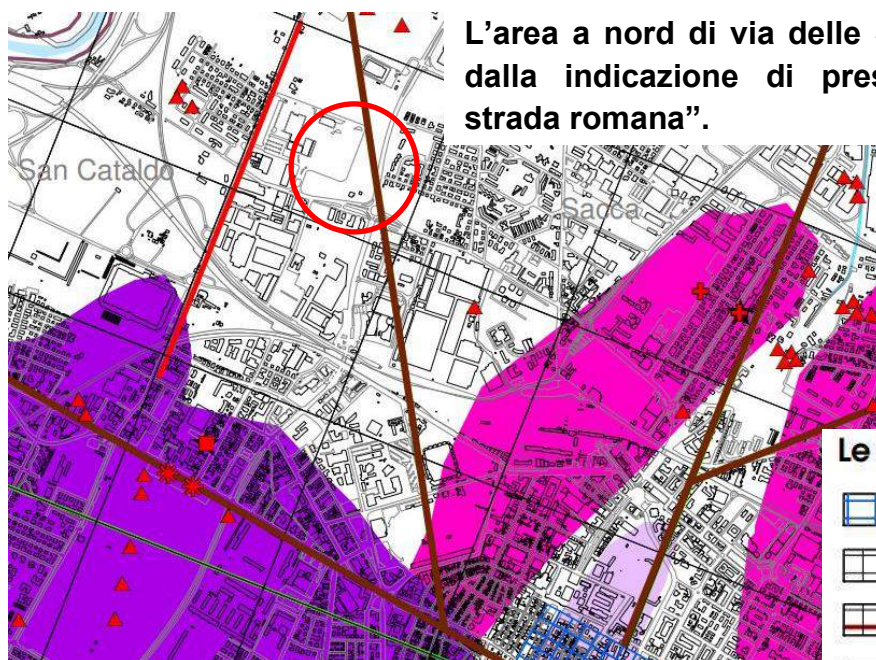 L’area a nord di via delle
dalla indicazione di pres
strada romana”.
San Cataldo
Sacca
Le